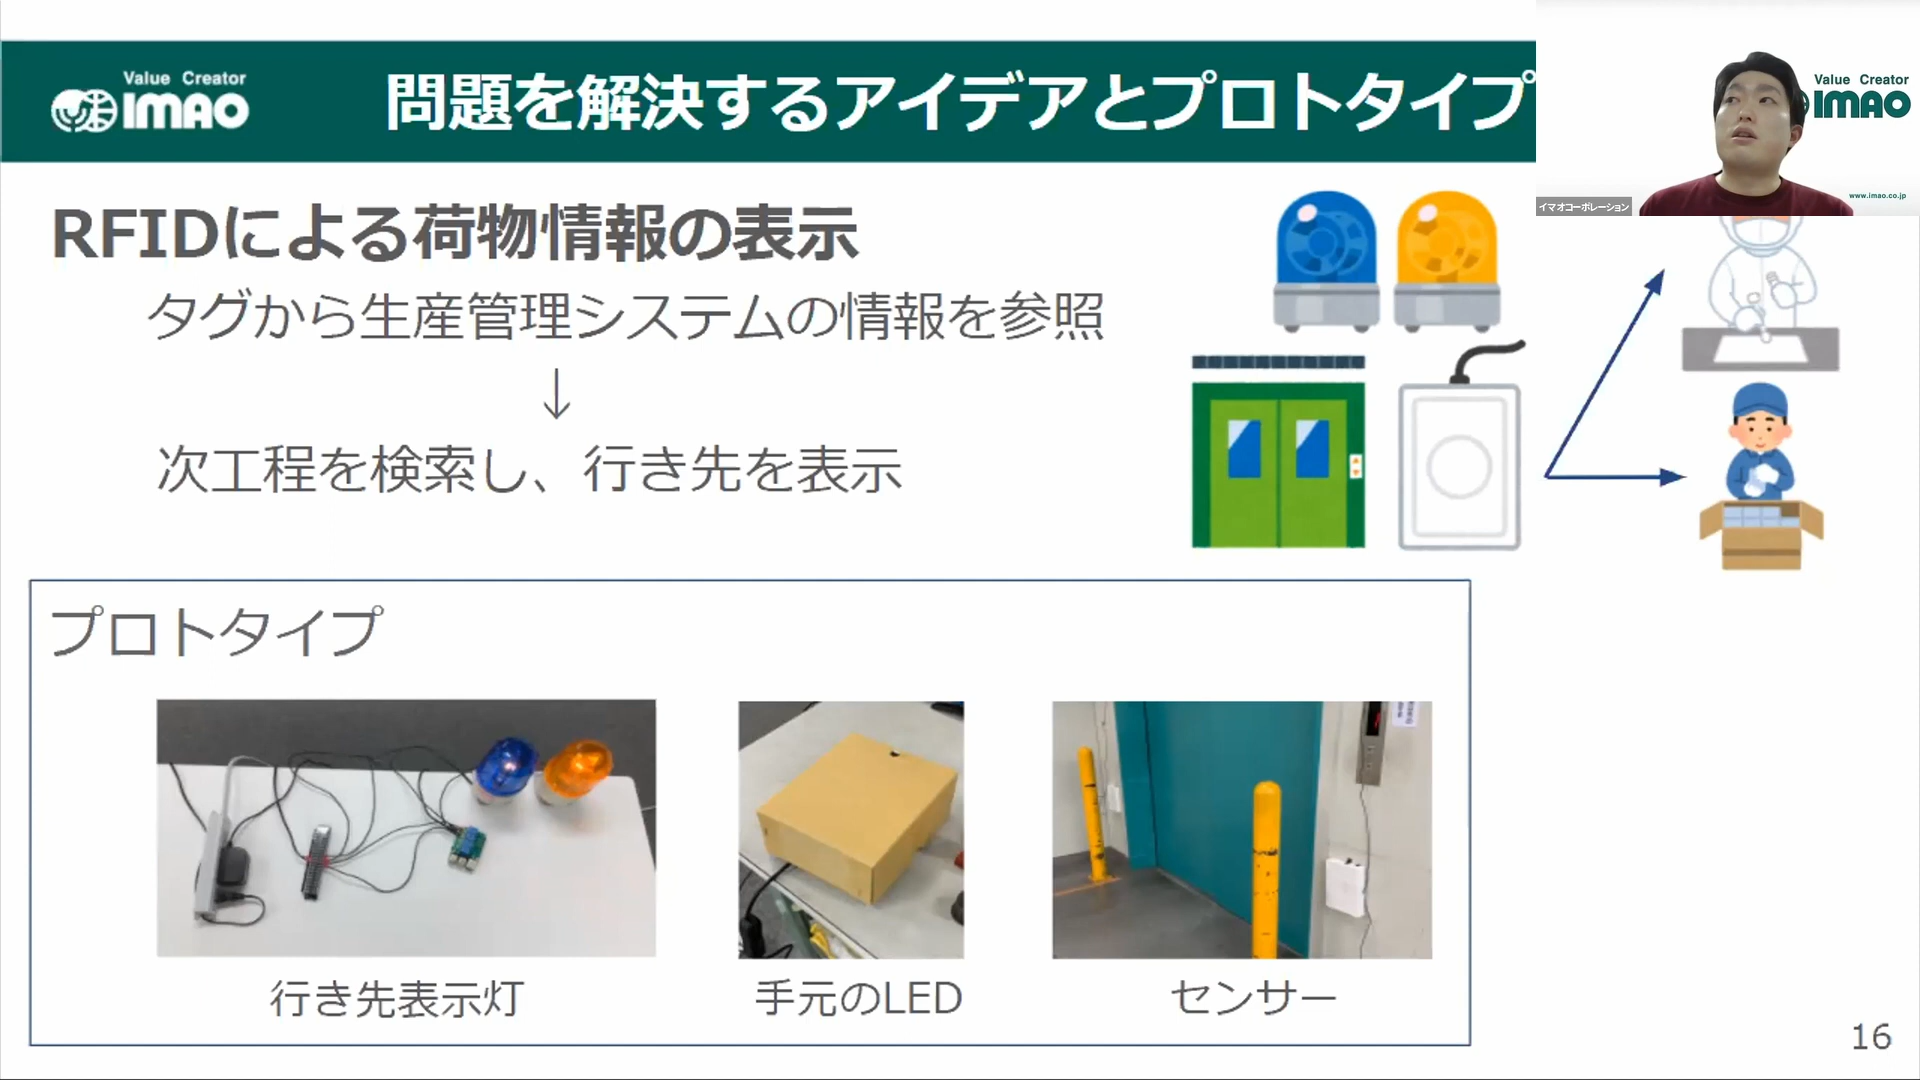 Value Creator
IMAO
問題を解決するアイデアとプロトタイプ
Value Creator
IMAO
www.imao.co.jp
イマオコーポレーション
RFIDによる荷物情報の表示
タグから生産管理システムの情報を参照
↓
次工程を検索し、行き先を表示
プロトタイプ
行き先表示灯
手元のLED
センサー
16